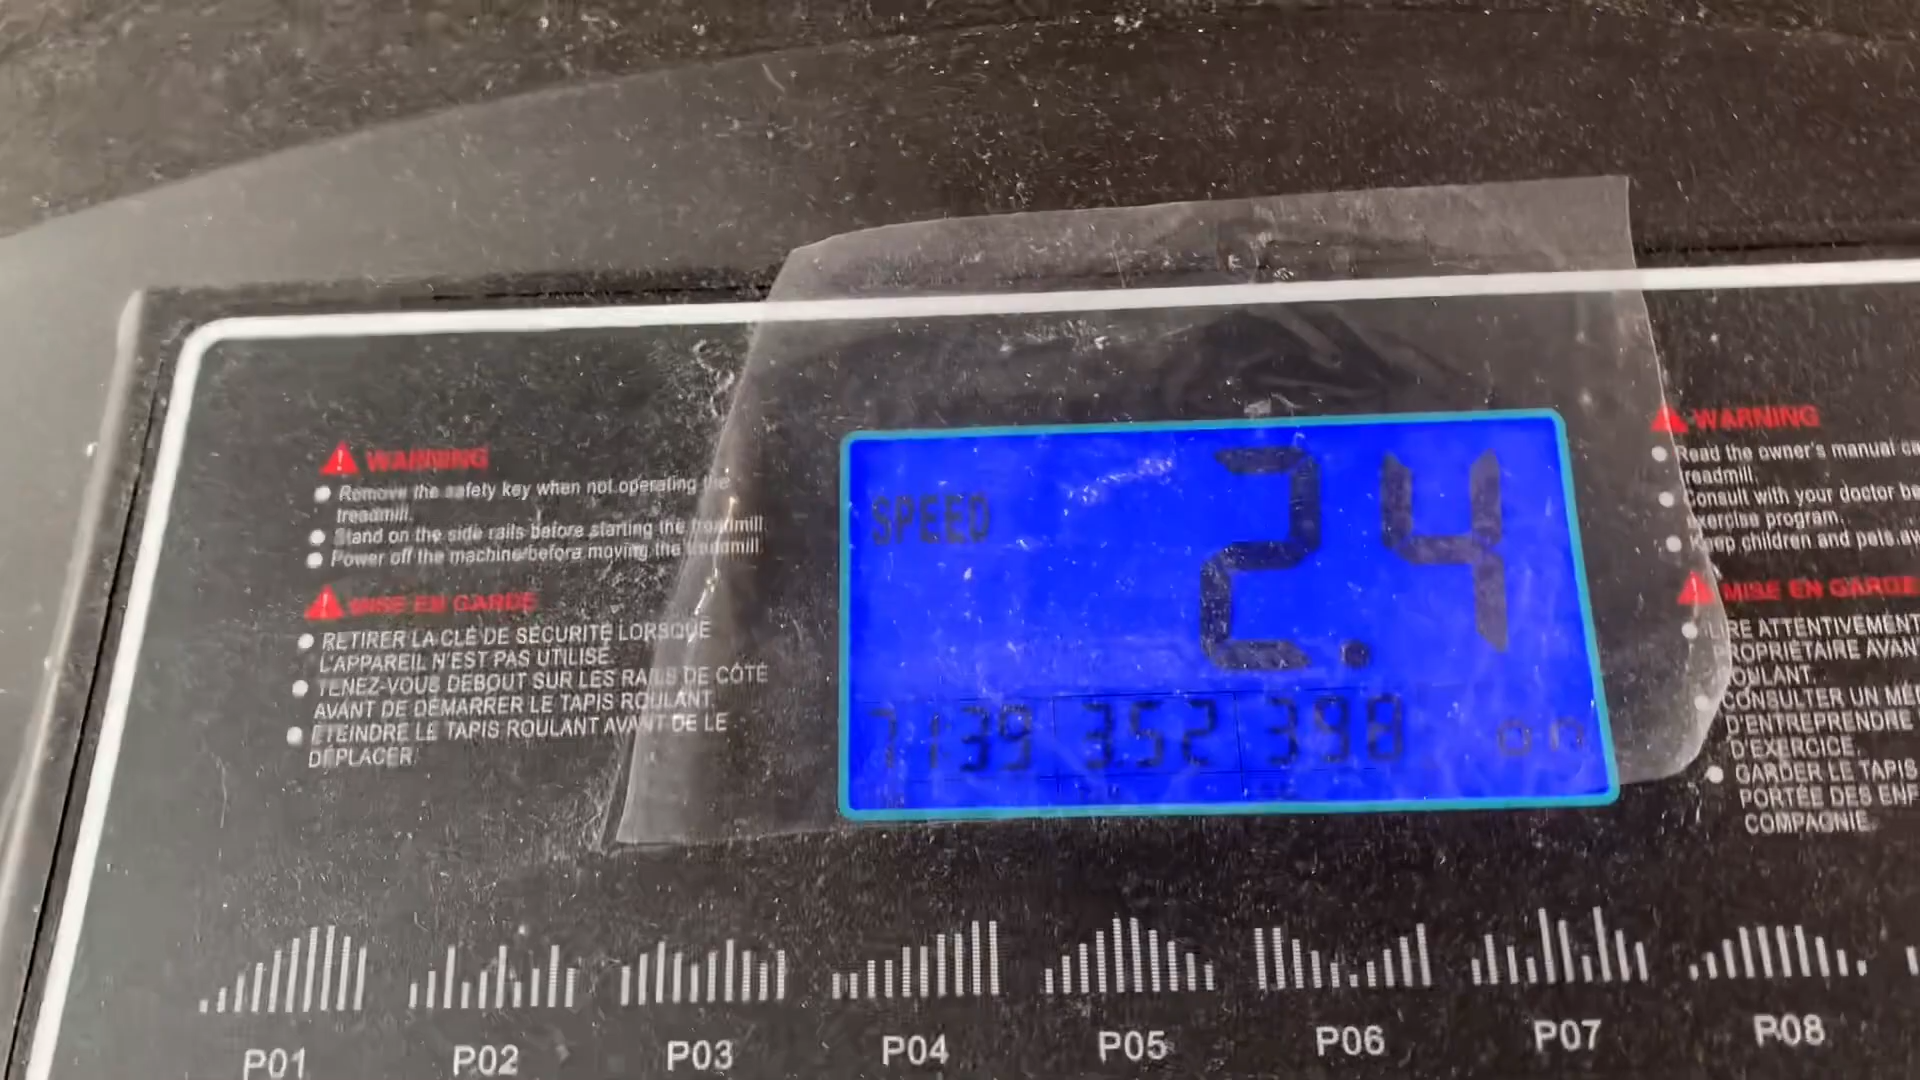 WARNING
Remove the safety key when not operating the
treadmill.
Stand on the side rails before starting the treadmill.
Power off the machine before moving the treadmill
MISE EN GARDE
RETIRER LA CLÉ DE SÉCURITÉ LORSQUE
L'APPAREIL N'EST PAS UTILISÉ.
TENEZ-VOUS DEBOUT SUR LES RAILS DE CÔTÉ
AVANT DE DÉMARRER LE TAPIS ROULANT.
ÉTEINDRE LE TAPIS ROULANT AVANT DE LE
DÉPLACER.
SPEED 2.4
7139 352 398 on
WARNING
Read the owner's manual
treadmill.
Consult with your doctor
exercise program.
Keep children and pets
MISE EN GARDE
LIRE ATTENTIVEMENT
PROPRIÉTAIRE AVAN
ROULANT.
CONSULTER UN
D'ENTREPRENDRE
D'EXERCICE.
GARDER LE TAPIS
PORTÉE DES
COMPAGNIE.
P01 P02 P03 P04 P05 P06 P07 P08